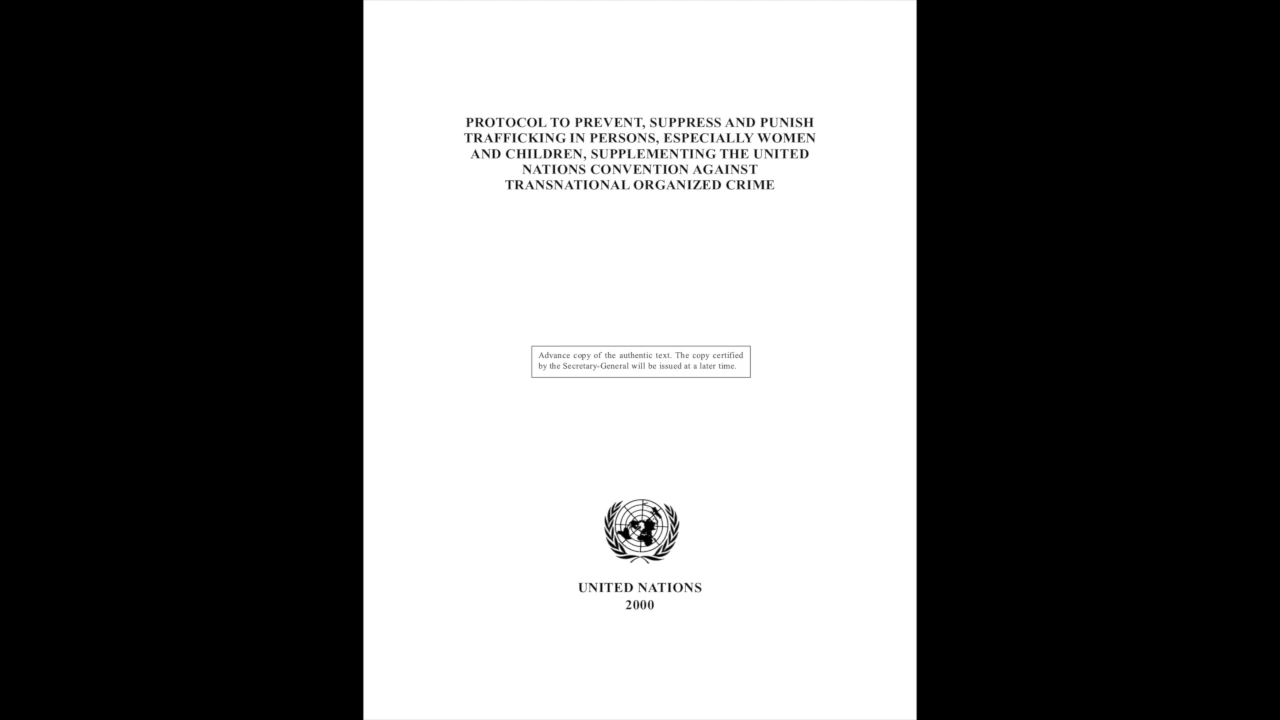 PROTOCOL TO PREVENT, SUPPRESS AND PUNISH
TRAFFICKING IN PERSONS, ESPECIALLY WOMEN
AND CHILDREN, SUPPLEMENTING THE UNITED
NATIONS CONVENTION AGAINST
TRANSNATIONAL ORGANIZED CRIME
Advance copy of the authentic text. The copy certified
by the Secretary-General will be issued at a later time.
UNITED NATIONS
2000